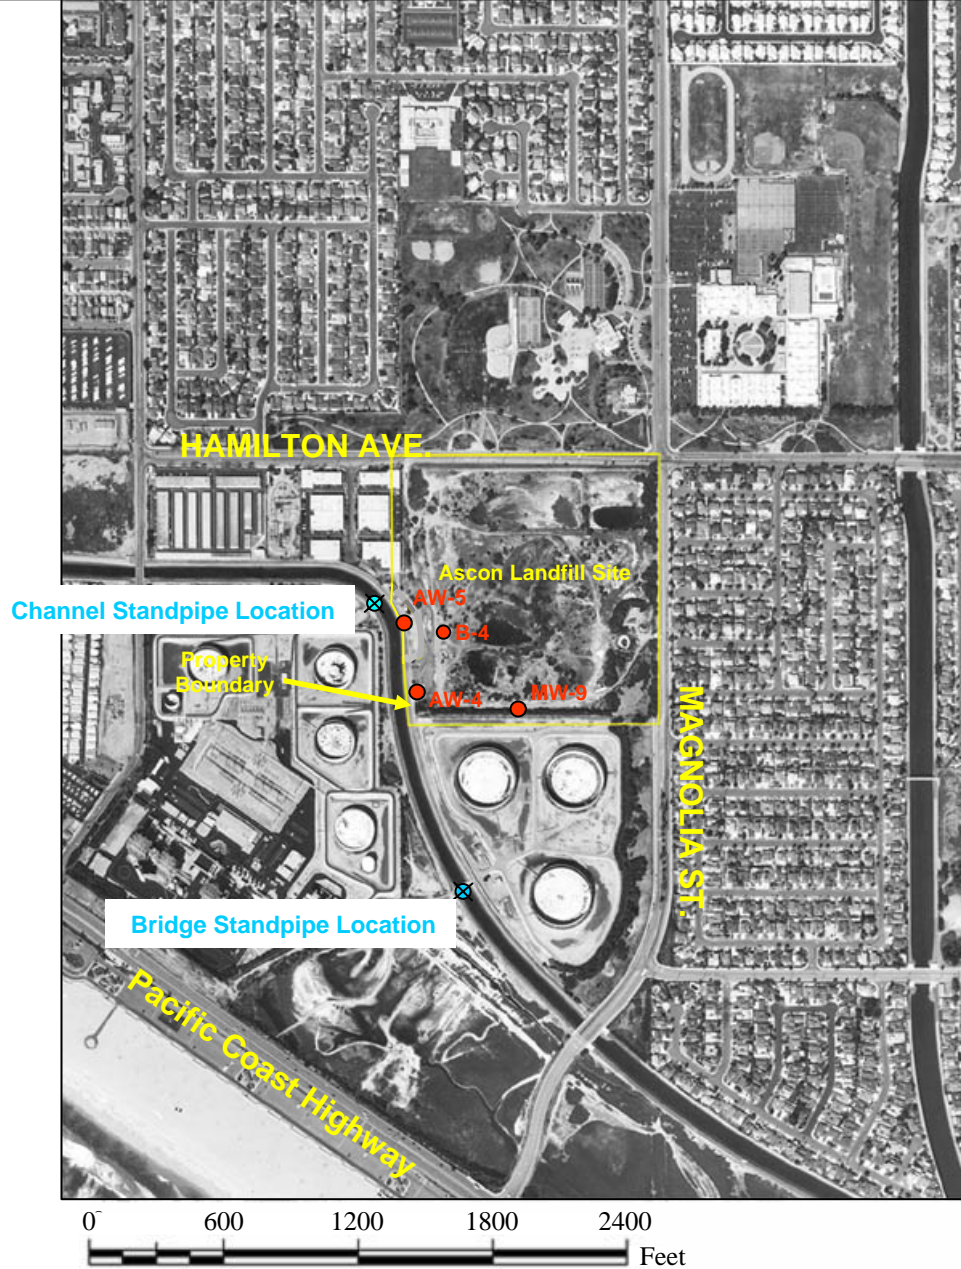 HAMILTON AVE.
Ascon Landfill Site
Channel Standpipe Location
AW-5
B-4
Property
Boundary
AW-4
MW-9
MAGNOLIA ST.
Bridge Standpipe Location
Pacific Coast Highway
0 600 1200 1800 2400
Feet